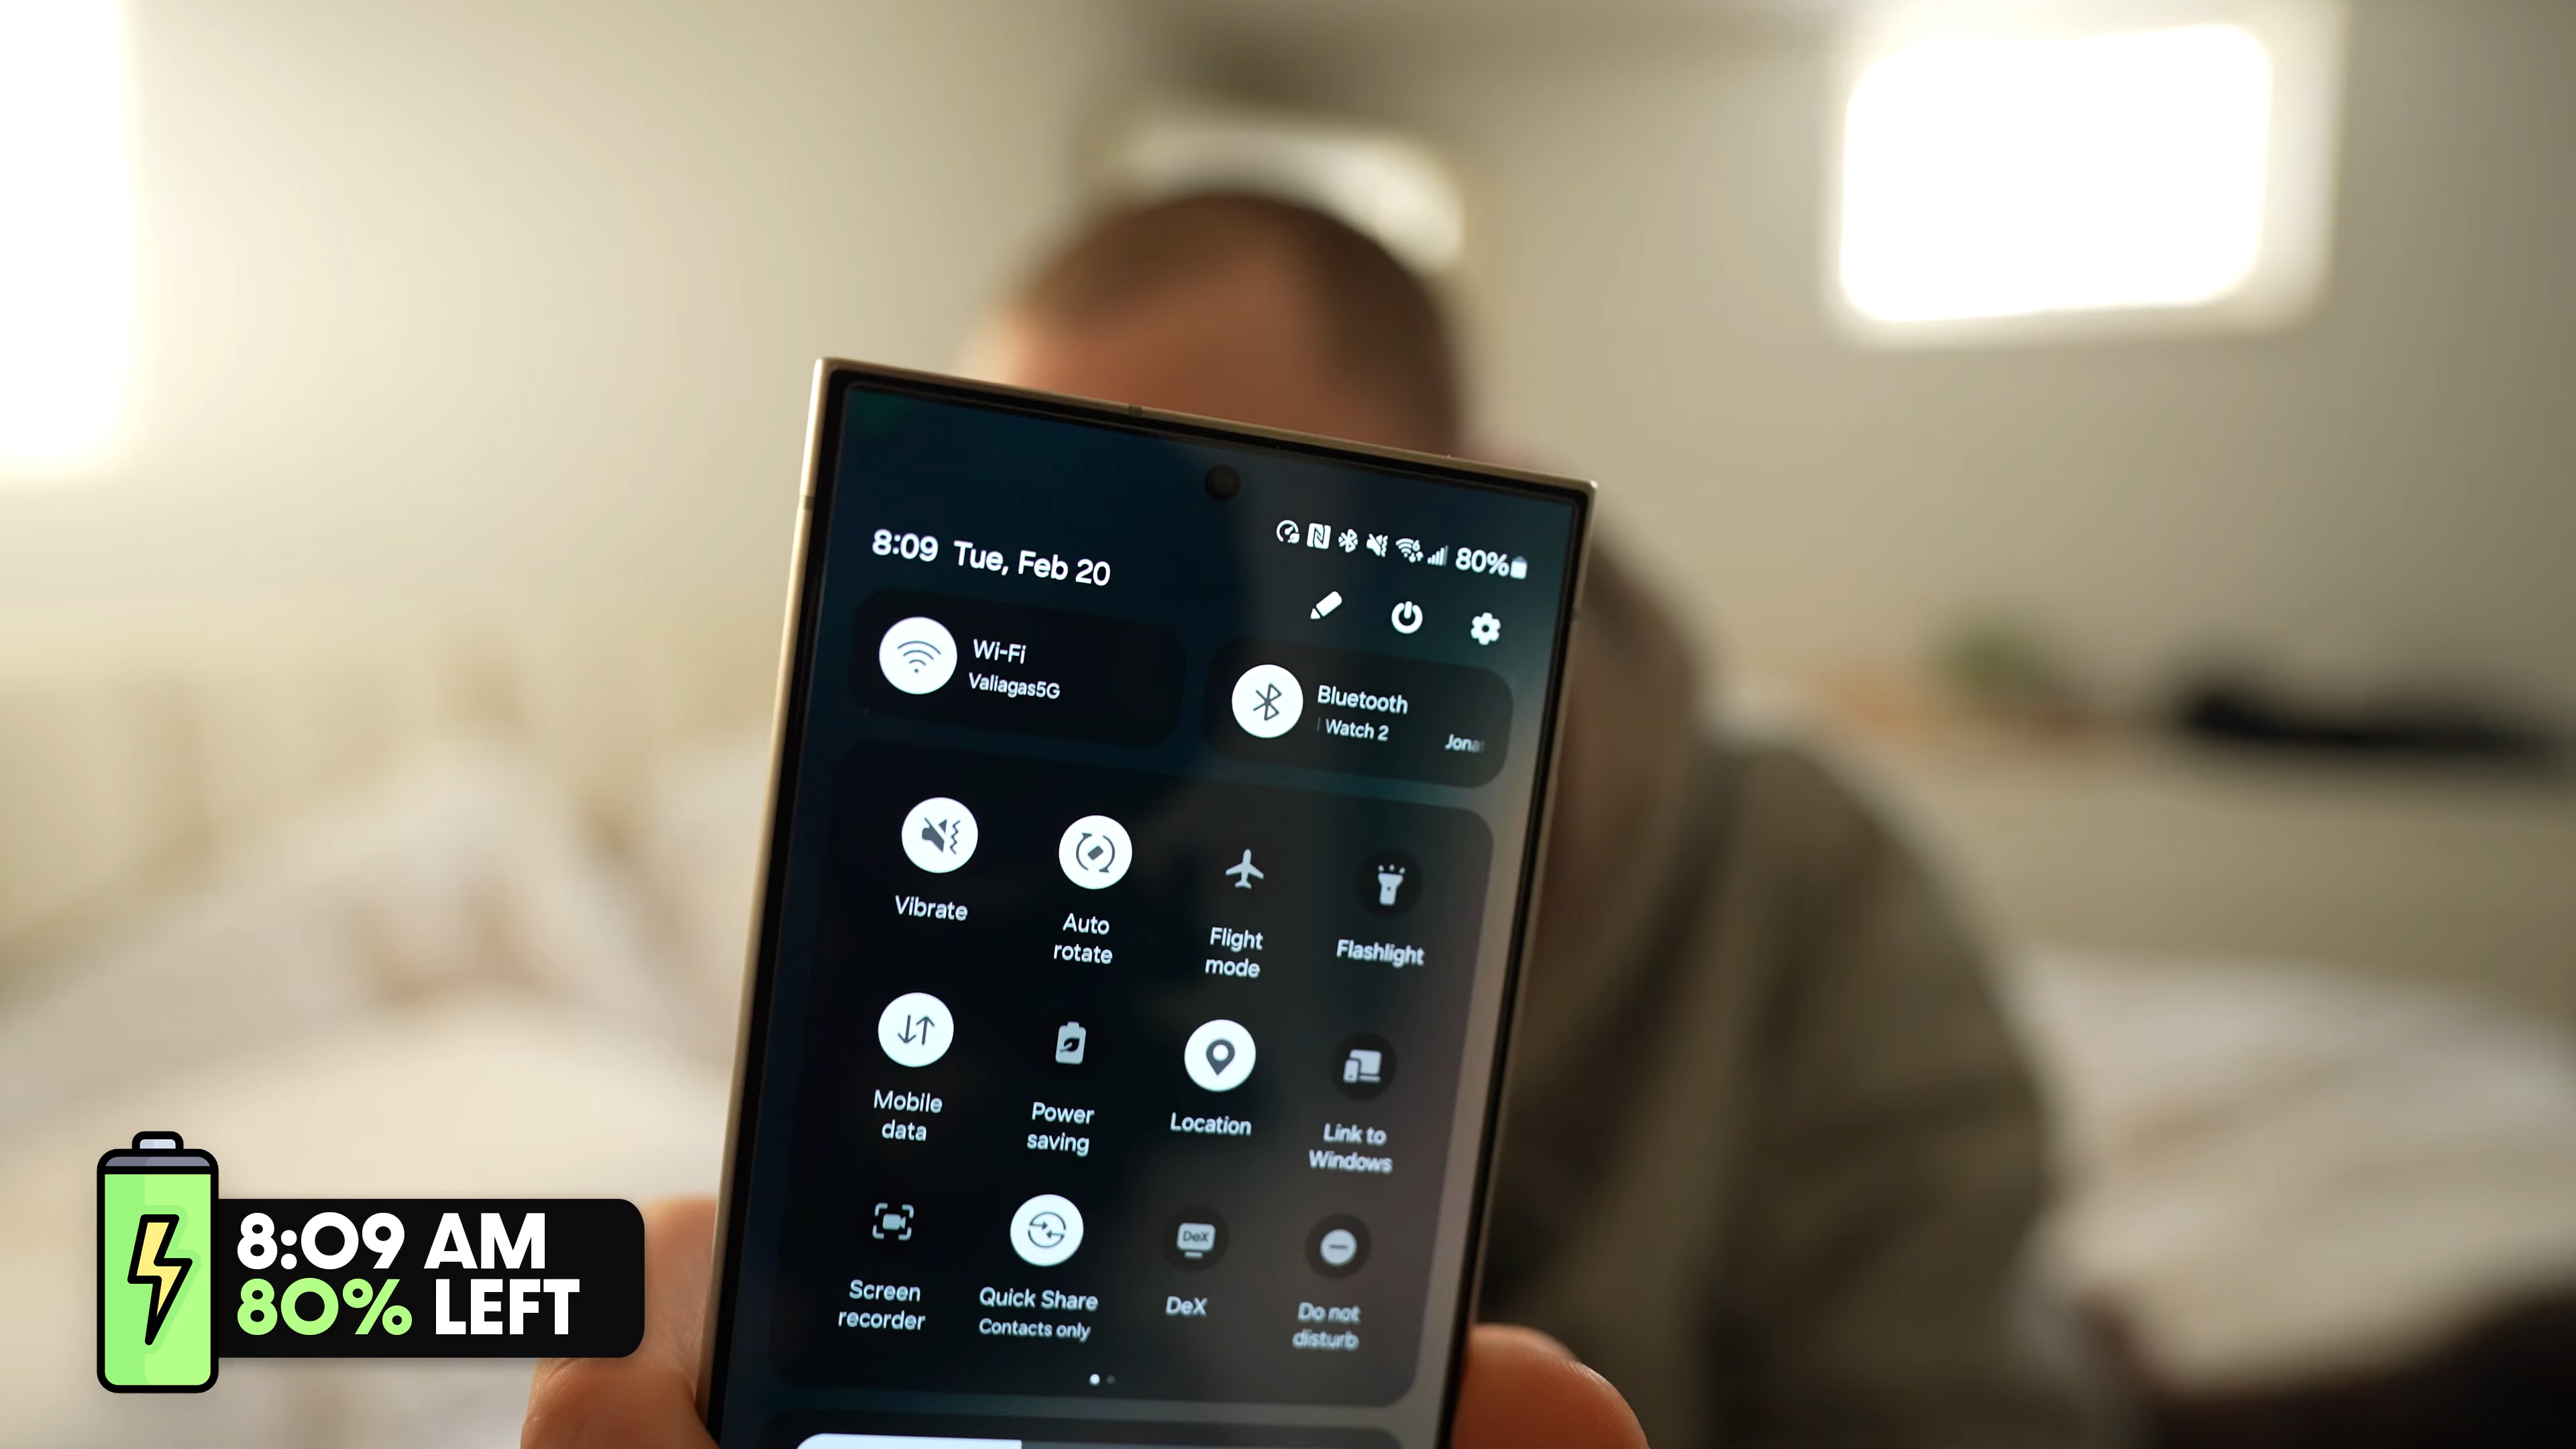 8:09 Tue, Feb 20
80%
Wi-Fi
Valiagas5G
Bluetooth
Watch 2
Jona
Vibrate
Auto
rotate
Flight
mode
Flashlight
Mobile
data
Power
saving
Location
Link to
Windows
Screen
recorder
Quick Share
Contacts only
DeX
DeX
Do not
disturb
8:09 AM
80% LEFT